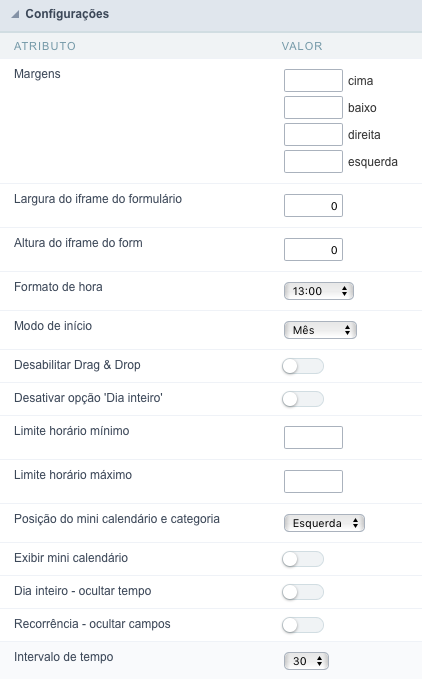 Configurações
ATRIBUTO VALOR
Margens cima
baixo
direita
esquerda
Largura do iframe do formulário 0
Altura do iframe do form 0
Formato de hora 13:00
Modo de início Mês
Desabilitar Drag & Drop
Desativar opção 'Dia inteiro'
Limite horário mínimo
Limite horário máximo
Posição do mini calendário e categoria Esquerda
Exibir mini calendário
Dia inteiro - ocultar tempo
Recorrência - ocultar campos
Intervalo de tempo 30